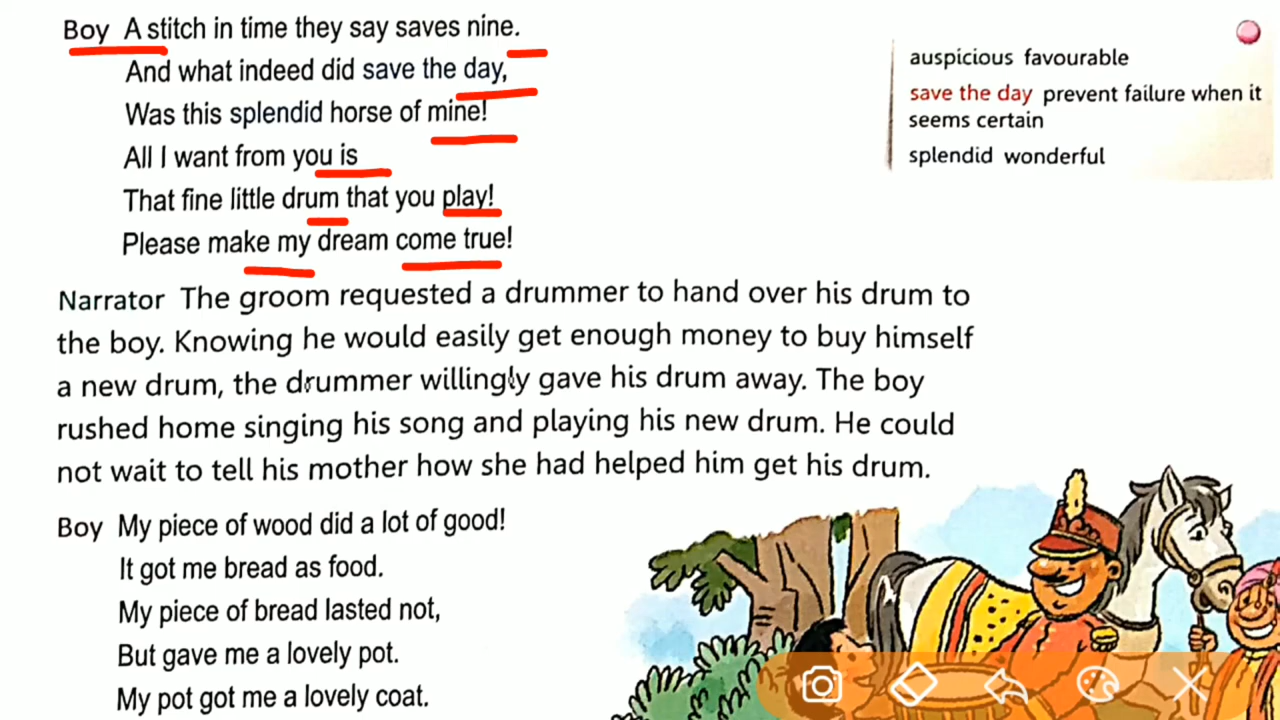 Boy A stitch in time they say saves nine.
And what indeed did save the day,
Was this splendid horse of mine!
All I want from you is
That fine little drum that you play!
Please make my dream come true!
Narrator The groom requested a drummer to hand over his drum to
the boy. Knowing he would easily get enough money to buy himself
a new drum, the drummer willingly gave his drum away. The boy
rushed home singing his song and playing his new drum. He could
not wait to tell his mother how she had helped him get his drum.
Boy My piece of wood did a lot of good!
It got me bread as food.
My piece of bread lasted not,
But gave me a lovely pot.
My pot got me a lovely coat.
auspicious favourable
save the day prevent failure when it
seems certain
splendid wonderful